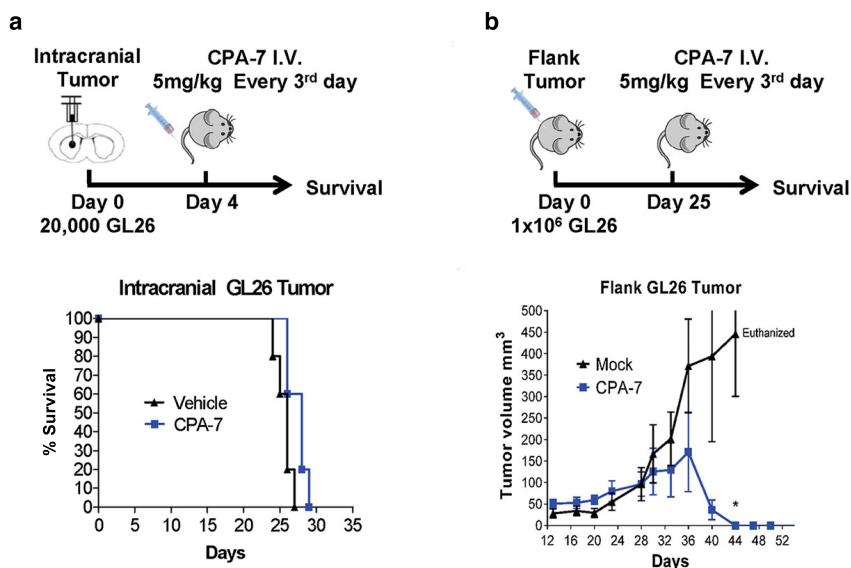 a
Intracranial
Tumor
CPA-7 I.V.
5mg/kg Every 3rd day
Day 0
20,000 GL26
Day 4
Survival
b
Flank
Tumor
CPA-7 I.V.
5mg/kg Every 3rd day
Day 0
1x10⁶ GL26
Day 25
Survival
Intracranial GL26 Tumor
% Survival
100
90
80
70
60
50
40
30
20
10
0
Vehicle
CPA-7
0 5 10 15 20 25 30 35
Days
Flank GL26 Tumor
Tumor volume mm³
500
450
400
350
300
250
200
150
100
50
0
Euthanized
Mock
CPA-7
*
12 16 20 24 28 32 36 40 44 48 52
Days